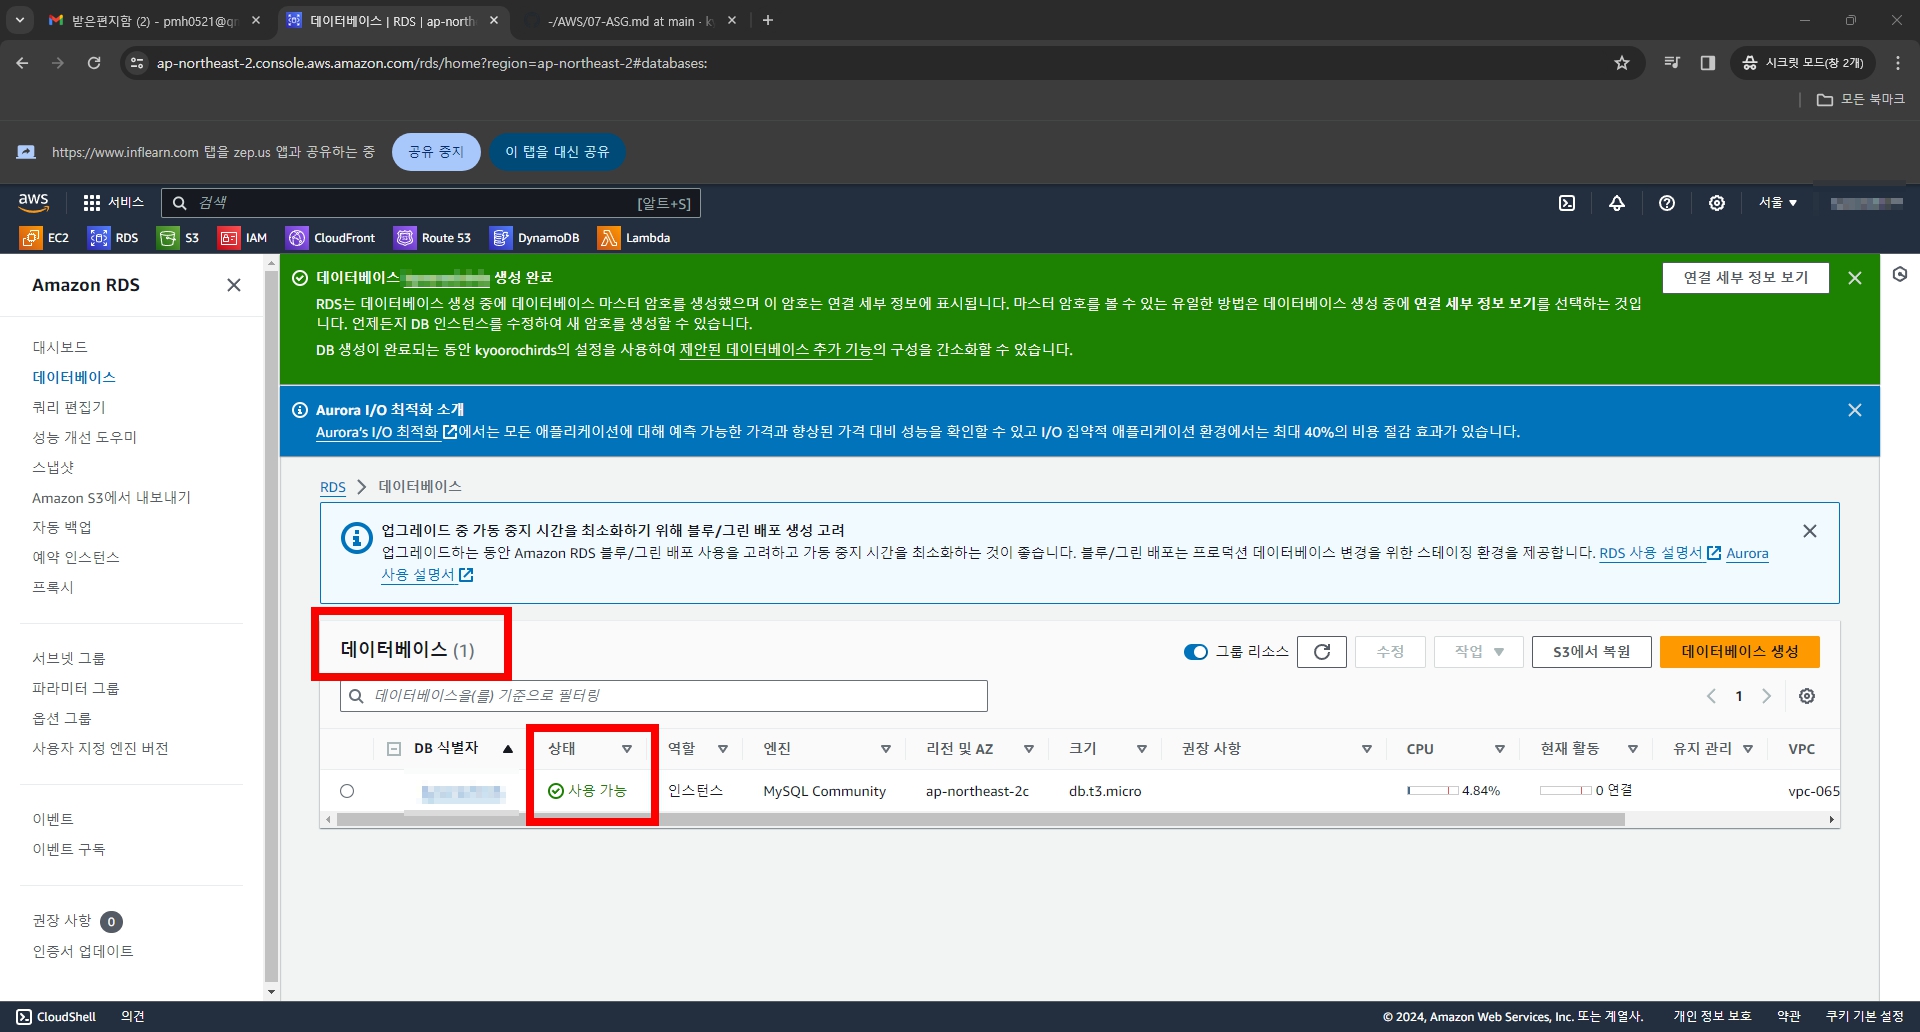 받은편지함 (2) - pmh0521@
데이터베이스 | RDS | ap-north
-/AWS/07-ASG.md at main · k
ap-northeast-2.console.aws.amazon.com/rds/home?region=ap-northeast-2#databases:
시크릿 모드(창 2개)
모든 북마크
https://www.inflearn.com 탭을 zep.us 앱과 공유하는 중
공유 중지
이 탭을 대신 공유
aws
서비스
검색
[알트+S]
서울
EC2 RDS S3 IAM CloudFront Route 53 DynamoDB Lambda
Amazon RDS
대시보드
데이터베이스
쿼리 편집기
성능 개선 도우미
스냅샷
Amazon S3에서 내보내기
자동 백업
예약 인스턴스
프록시
서브넷 그룹
파라미터 그룹
옵션 그룹
사용자 지정 엔진 버전
이벤트
이벤트 구독
권장 사항 0
인증서 업데이트
데이터베이스 생성 완료
연결 세부 정보 보기
RDS는 데이터베이스 생성 중에 데이터베이스 마스터 암호를 생성했으며 이 암호는 연결 세부 정보에 표시됩니다. 마스터 암호를 볼 수 있는 유일한 방법은 데이터베이스 생성 중에 연결 세부 정보 보기를 선택하는 것입
니다. 언제든지 DB 인스턴스를 수정하여 새 암호를 생성할 수 있습니다.
DB 생성이 완료되는 동안 kyoorochirds의 설정을 사용하여 제안된 데이터베이스 추가 기능의 구성을 간소화할 수 있습니다.
Aurora I/O 최적화 소개
Aurora's I/O 최적화 에서는 모든 애플리케이션에 대해 예측 가능한 가격과 향상된 가격 대비 성능을 확인할 수 있고 I/O 집약적 애플리케이션 환경에서는 최대 40%의 비용 절감 효과가 있습니다.
RDS > 데이터베이스
업그레이드 중 가동 중지 시간을 최소화하기 위해 블루/그린 배포 생성 고려
업그레이드하는 동안 Amazon RDS 블루/그린 배포 사용을 고려하고 가동 중지 시간을 최소화하는 것이 좋습니다. 블루/그린 배포는 프로덕션 데이터베이스 변경을 위한 스테이징 환경을 제공합니다. RDS 사용 설명서 Aurora
사용 설명서
데이터베이스 (1)
그룹 리소스
수정
작업
S3에서 복원
데이터베이스 생성
데이터베이스을(를) 기준으로 필터링
1
DB 식별자 상태 역할 엔진 리전 및 AZ 크기 권장 사항 CPU 현재 활동 유지 관리 VPC
사용 가능 인스턴스 MySQL Community ap-northeast-2c db.t3.micro 4.84% 0 연결 vpc-065
CloudShell 의견
© 2024, Amazon Web Services, Inc. 또는 계열사. 개인 정보 보호 약관 쿠키 기본 설정